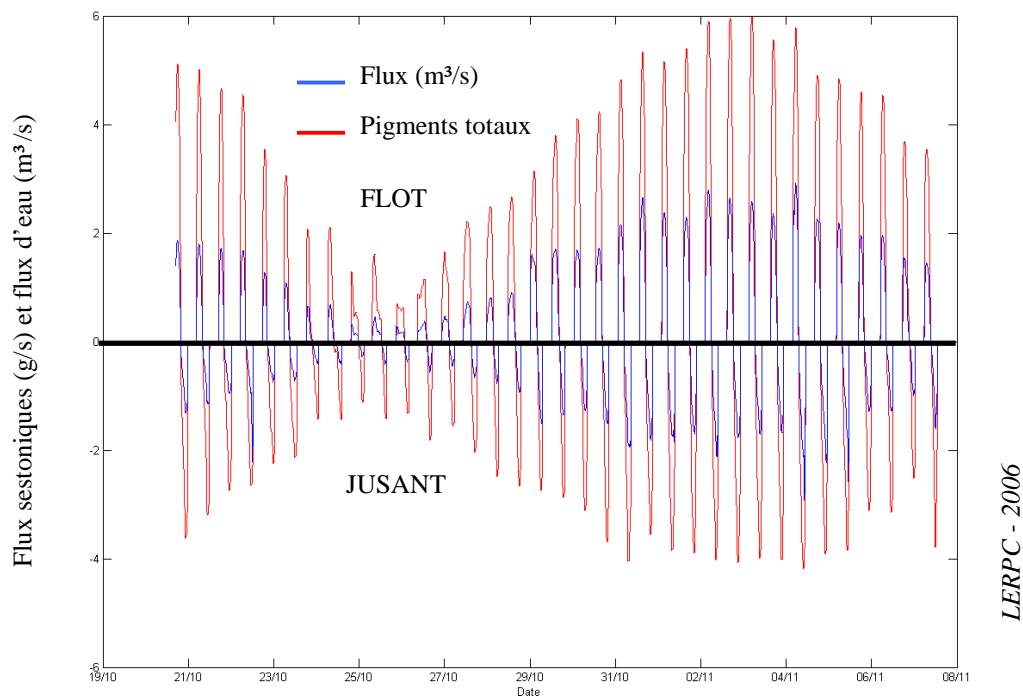 Flux sestoniques (g/s) et flux d'eau (m³/s)
6
4
2
0
-2
-4
-6
Flux (m³/s)
Pigments totaux
FLOT
JUSANT
19/10
21/10
23/10
25/10
27/10
29/10
31/10
02/11
04/11
06/11
08/11
Date
LERPC - 2006